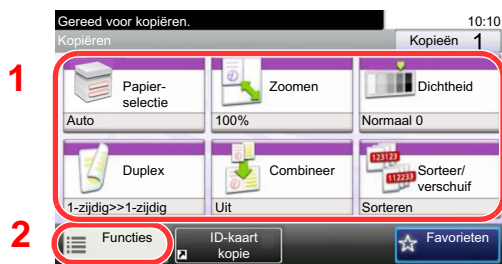 Gereed voor kopiëren.
10:10
Kopiëren
Kopieën 1
1
Papier-
selectie
Auto
Zoomen
100%
Dichtheid
Normaal 0
Duplex
1-zijdig>>1-zijdig
Combineer
Uit
123123
112233
Sorteer/
verschuif
Sorteren
2
Functies
ID-kaart
kopie
Favorieten